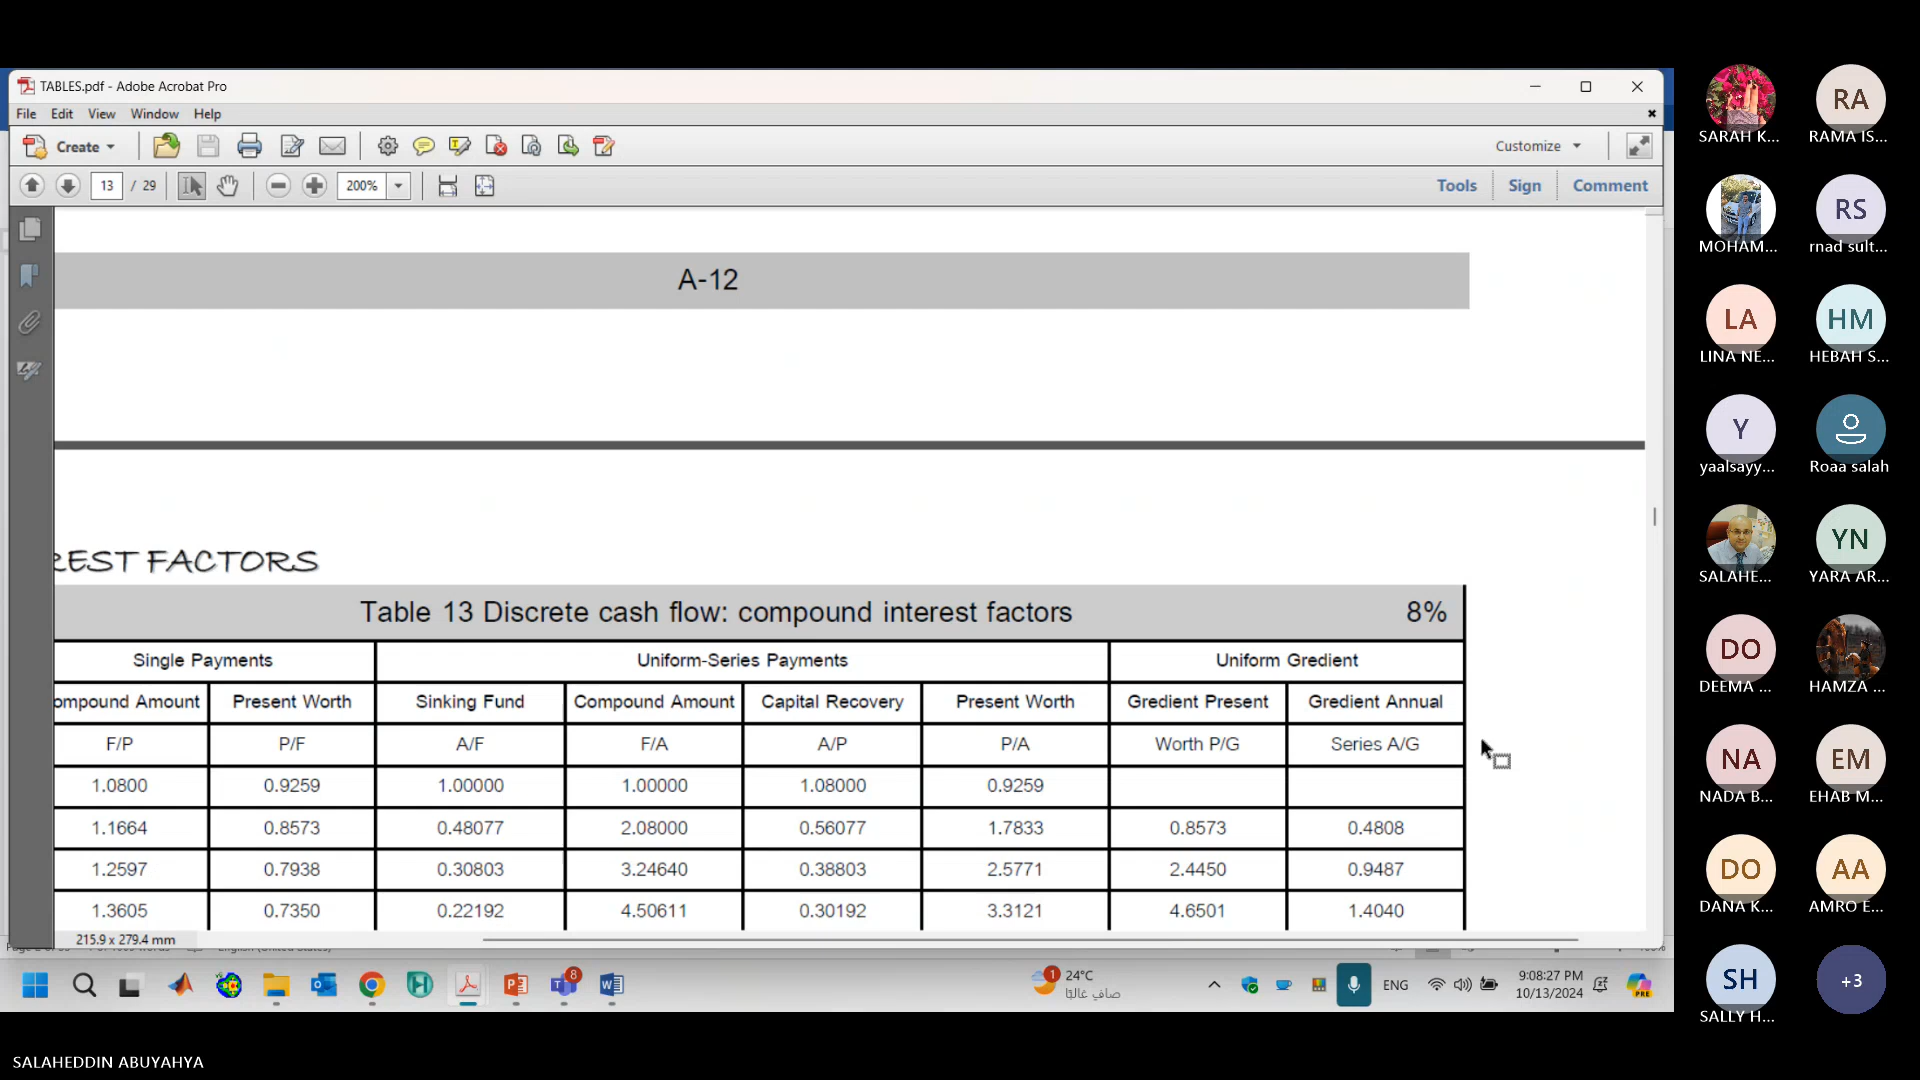 TABLES.pdf - Adobe Acrobat Pro
File Edit View Window Help
Create
Customize
13 / 29
200%
Tools Sign Comment
A-12
REST FACTORS
Table 13 Discrete cash flow: compound interest factors 8%
Single Payments Uniform-Series Payments Uniform Gredient
ompound Amount Present Worth Sinking Fund Compound Amount Capital Recovery Present Worth Gredient Present Gredient Annual
F/P P/F A/F F/A A/P P/A Worth P/G Series A/G
1.0800 0.9259 1.00000 1.00000 1.08000 0.9259
1.1664 0.8573 0.48077 2.08000 0.56077 1.7833 0.8573 0.4808
1.2597 0.7938 0.30803 3.24640 0.38803 2.5771 2.4450 0.9487
1.3605 0.7350 0.22192 4.50611 0.30192 3.3121 4.6501 1.4040
215.9 x 279.4 mm
8
1
24°C
صافٍ غالبًا
ENG
9:08:27 PM
10/13/2024
PRE
SALAHEDDIN ABUYAHYA
SARAH K...
RA
RAMA IS...
MOHAM...
RS
rnad sult...
LA
LINA NE...
HM
HEBAH S...
Y
yaalsayy...
Roaa salah
SALAHE...
YN
YARA AR...
DO
DEEMA ...
HAMZA ...
NA
NADA B...
EM
EHAB M...
DO
DANA K...
AA
AMRO E...
SH
SALLY H...
+3